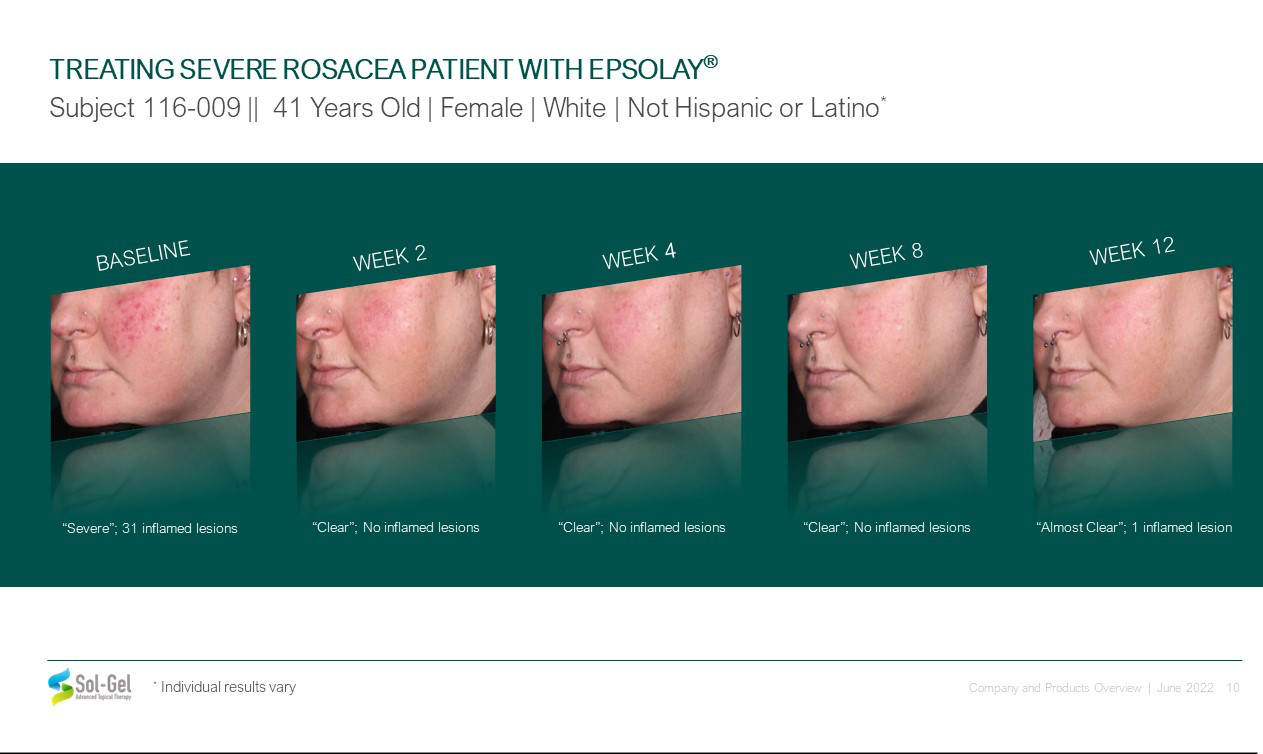 TREATING SEVERE ROSACEA PATIENT WITH EPSOLAY®
Subject 116-009 || 41 Years Old | Female | White | Not Hispanic or Latino*
BASELINE
WEEK 2
WEEK 4
WEEK 8
WEEK 12
“Severe”; 31 inflamed lesions
“Clear”; No inflamed lesions
“Clear”; No inflamed lesions
“Clear”; No inflamed lesions
“Almost Clear”; 1 inflamed lesion
Sol-Gel
Advanced Topical Therapy
* Individual results vary
Company and Products Overview | June 2022 10